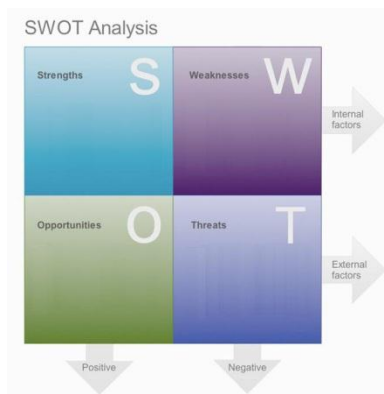 SWOT Analysis
Strengths S
Weaknesses W
Internal
factors
Opportunities O
Threats T
External
factors
Positive
Negative